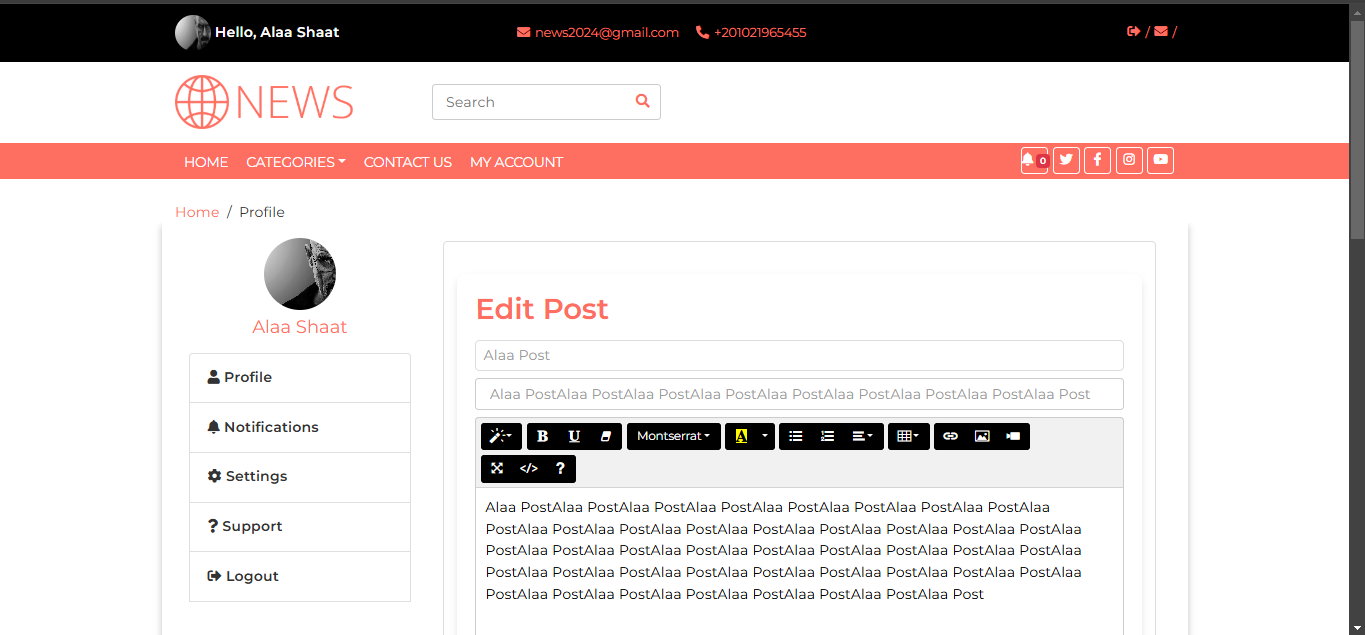 Hello, Alaa Shaat
news2024@gmail.com
+201021965455
/ /
NEWS
Search
HOME CATEGORIES CONTACT US MY ACCOUNT
0
Home / Profile
Alaa Shaat
Profile
Notifications
Settings
Support
Logout
Edit Post
Alaa Post
Alaa PostAlaa PostAlaa PostAlaa PostAlaa PostAlaa PostAlaa PostAlaa PostAlaa Post
B U Montserrat A
</> ?
Alaa PostAlaa PostAlaa PostAlaa PostAlaa PostAlaa PostAlaa PostAlaa PostAlaa
PostAlaa PostAlaa PostAlaa PostAlaa PostAlaa PostAlaa PostAlaa PostAlaa PostAlaa
PostAlaa PostAlaa PostAlaa PostAlaa PostAlaa PostAlaa PostAlaa PostAlaa PostAlaa
PostAlaa PostAlaa PostAlaa PostAlaa PostAlaa PostAlaa PostAlaa PostAlaa PostAlaa
PostAlaa PostAlaa PostAlaa PostAlaa PostAlaa PostAlaa PostAlaa Post